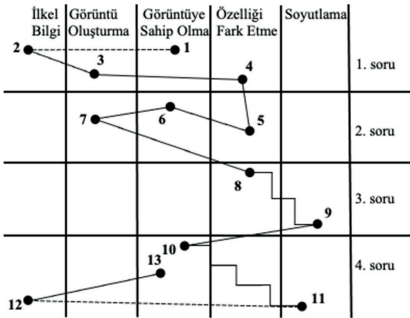 İlkel Bilgi
Görüntü Oluşturma
Görüntüye Sahip Olma
Özelliği Fark Etme
Soyutlama
2
1
3
4
1. soru
7
6
5
2. soru
8
9
3. soru
10
13
4. soru
12
11